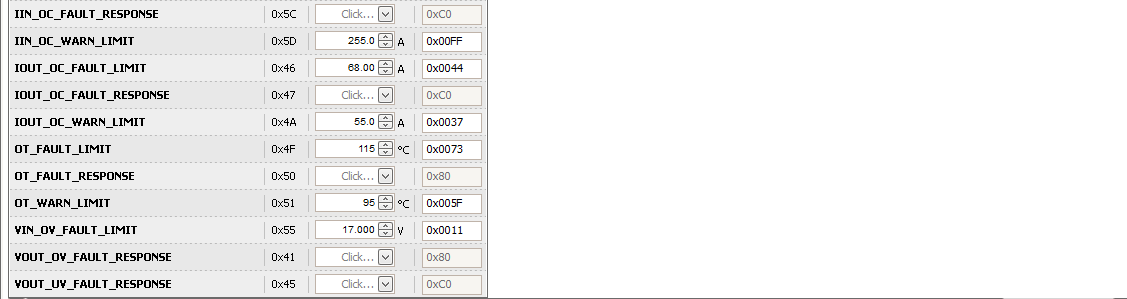 IIN_OC_FAULT_RESPONSE 0x5C Click... 0xC0
IIN_OC_WARN_LIMIT 0x5D 255.0 A 0x00FF
IOUT_OC_FAULT_LIMIT 0x46 68.00 A 0x0044
IOUT_OC_FAULT_RESPONSE 0x47 Click... 0xC0
IOUT_OC_WARN_LIMIT 0x4A 55.0 A 0x0037
OT_FAULT_LIMIT 0x4F 115 °C 0x0073
OT_FAULT_RESPONSE 0x50 Click... 0x80
OT_WARN_LIMIT 0x51 95 °C 0x005F
VIN_OV_FAULT_LIMIT 0x55 17.000 V 0x0011
VOUT_OV_FAULT_RESPONSE 0x41 Click... 0x80
VOUT_UV_FAULT_RESPONSE 0x45 Click... 0xC0